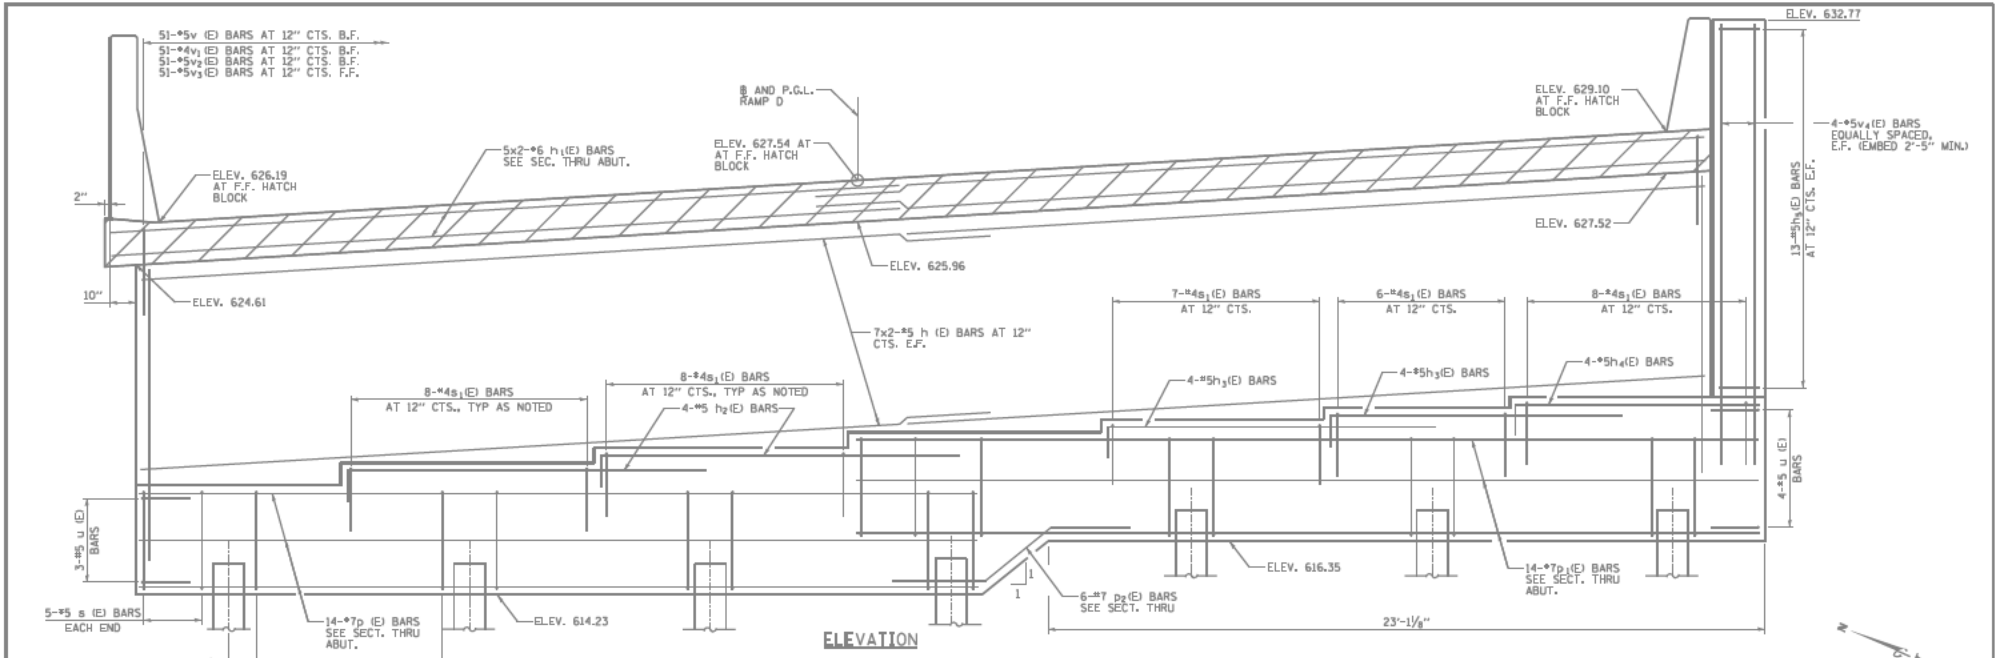 ELEV. 632.77
51-#5v (E) BARS AT 12" CTS. B.F.
51-#4v₁(E) BARS AT 12" CTS. B.F.
51-#5v₂(E) BARS AT 12" CTS. B.F.
51-#5v₃(E) BARS AT 12" CTS. F.F.
B AND P.G.L.
RAMP D
ELEV. 629.10
AT F.F. HATCH
BLOCK
4-#5v₄(E) BARS
EQUALLY SPACED,
E.F. (EMBED 2'-5" MIN.)
5x2-#6 h₁(E) BARS
SEE SEC. THRU ABUT.
ELEV. 627.54 AT
AT F.F. HATCH
BLOCK
ELEV. 626.19
AT F.F. HATCH
BLOCK
2"
13-#5h₅(E) BARS
AT 12" CTS. E.F.
ELEV. 627.52
ELEV. 625.96
10"
ELEV. 624.61
7-#4s₁(E) BARS
AT 12" CTS.
6-#4s₁(E) BARS
AT 12" CTS.
8-#4s₁(E) BARS
AT 12" CTS.
7x2-#5 h (E) BARS AT 12"
CTS. E.F.
8-#4s₁(E) BARS
AT 12" CTS., TYP AS NOTED
8-#4s₁(E) BARS
AT 12" CTS., TYP AS NOTED
4-#5 h₂(E) BARS
4-#5h₃(E) BARS
4-#5h₃(E) BARS
4-#5h₄(E) BARS
4-#5 u (E)
BARS
3-#5 u (E)
BARS
ELEV. 616.35
14-#7p₁(E) BARS
SEE SECT. THRU
ABUT.
1
1
6-#7 p₂(E) BARS
SEE SECT. THRU
5-#5 s (E) BARS
EACH END
14-#7p (E) BARS
SEE SECT. THRU
ABUT.
ELEV. 614.23
23'-1⅛"
ELEVATION
N